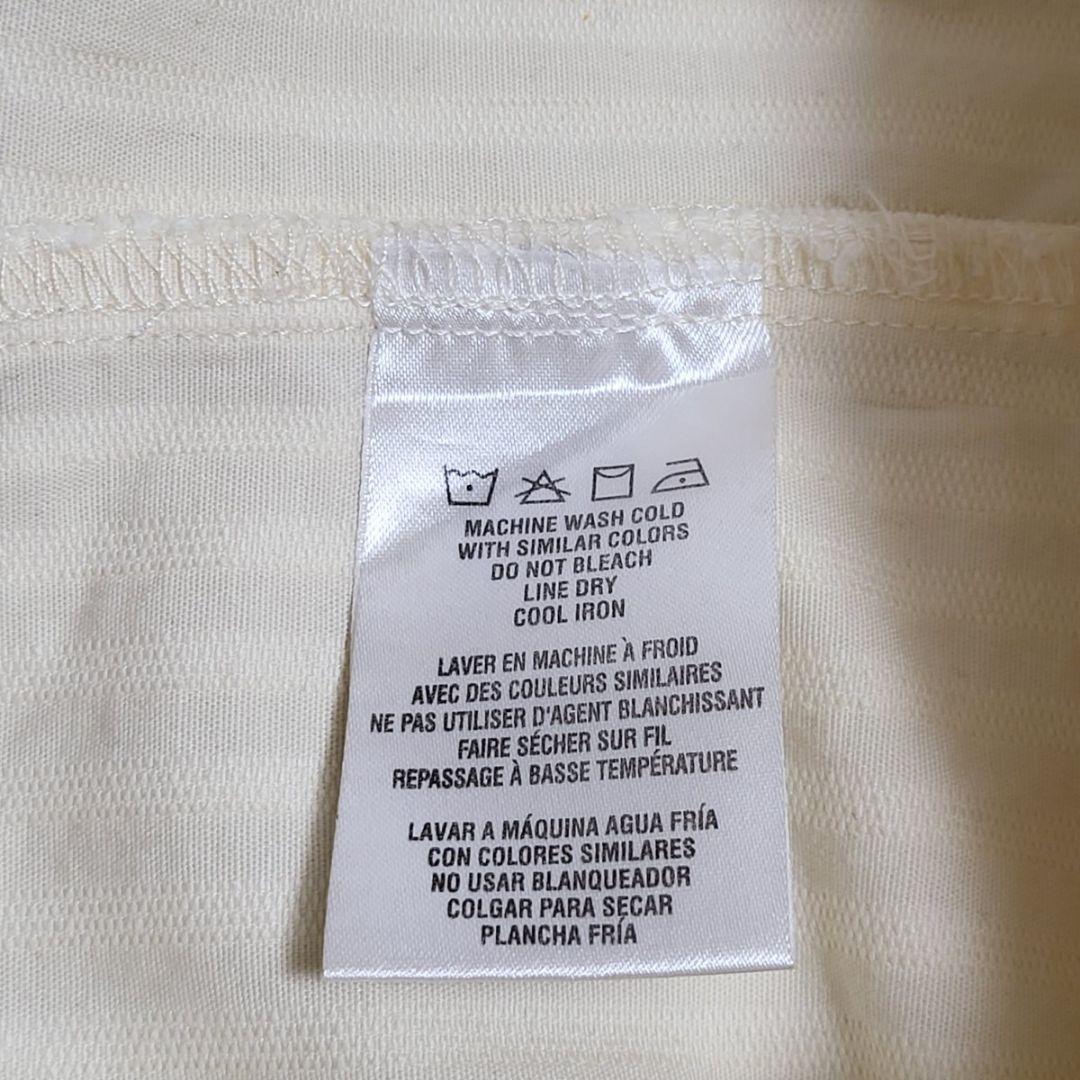 MACHINE WASH COLD
WITH SIMILAR COLORS
DO NOT BLEACH
LINE DRY
COOL IRON
LAVER EN MACHINE À FROID
AVEC DES COULEURS SIMILAIRES
NE PAS UTILISER D'AGENT BLANCHISSANT
FAIRE SÉCHER SUR FIL
REPASSAGE À BASSE TEMPÉRATURE
LAVAR A MÁQUINA AGUA FRÍA
CON COLORES SIMILARES
NO USAR BLANQUEADOR
COLGAR PARA SECAR
PLANCHA FRÍA